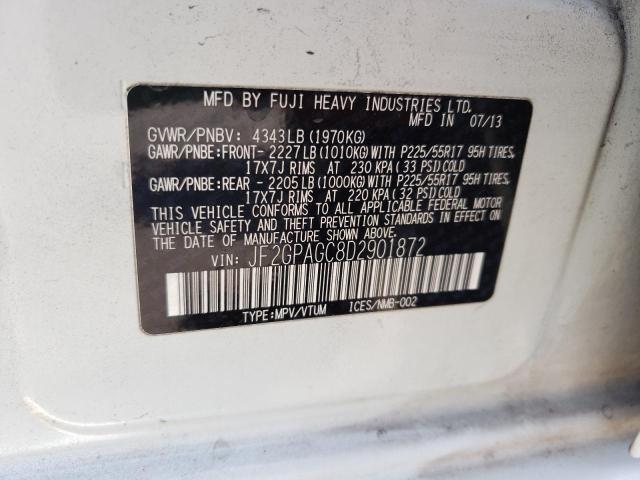 MFD BY FUJI HEAVY INDUSTRIES LTD.
MFD IN 07/13
GVWR/PNBV: 4343LB (1970KG)
GAWR/PNBE:FRONT- 2227LB (1010KG) WITH P225/55R17 95H TIRES,
17X7J RIMS AT 230 KPA (33 PSI) COLD
GAWR/PNBE:REAR - 2205LB (1000KG) WITH P225/55R17 95H TIRES,
17X7J RIMS AT 220 KPA (32 PSI) COLD
THIS VEHICLE CONFORMS TO ALL APPLICABLE FEDERAL MOTOR
VEHICLE SAFETY AND THEFT PREVENTION STANDARDS IN EFFECT
ON THE DATE OF MANUFACTURE SHOWN ABOVE.
VIN: JF2GPAGC8D2901872
TYPE:MPV/VTUM ICES/NMB-002